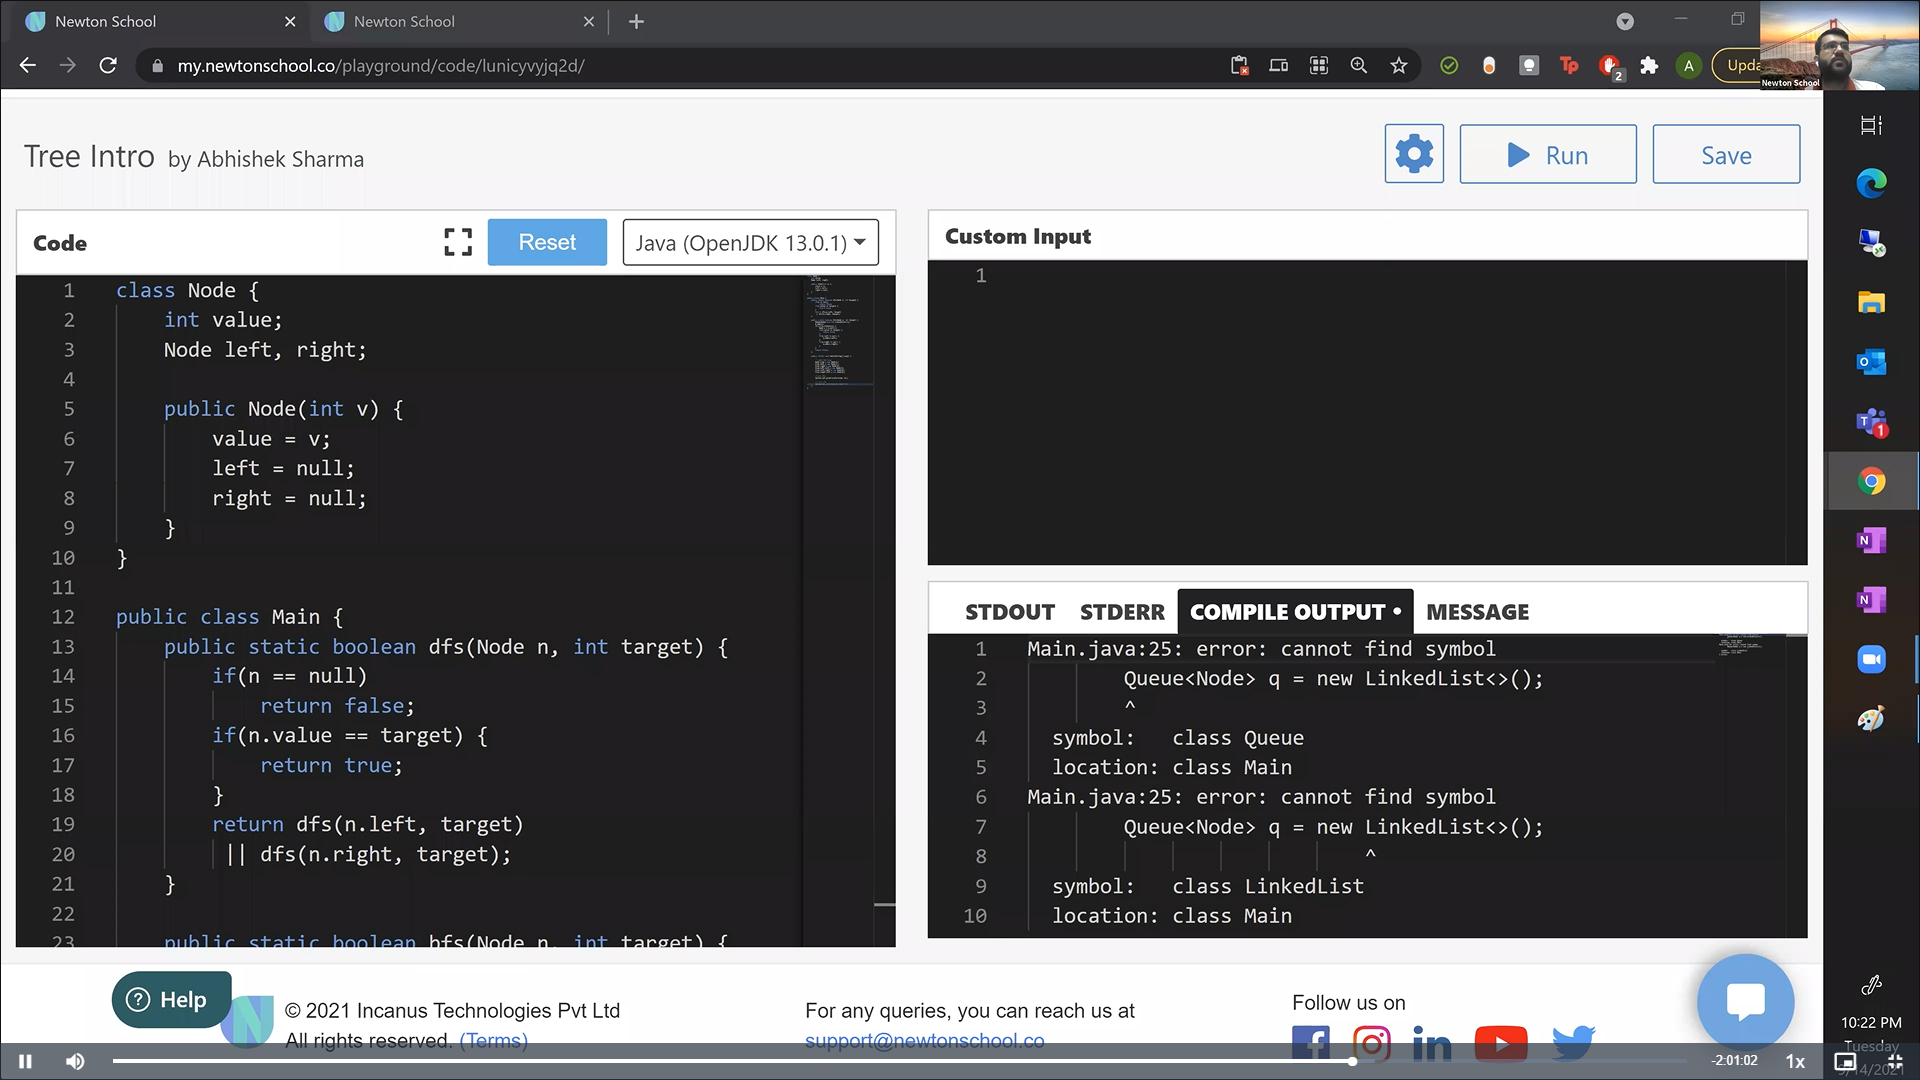 Newton School
Newton School
my.newtonschool.co/playground/code/lunicyvyjq2d/
Tp
2
A
Upda
Newton School
Tree Intro by Abhishek Sharma
Run
Save
Code
Reset
Java (OpenJDK 13.0.1)
Custom Input
1
1 class Node {
2 int value;
3 Node left, right;
4
5 public Node(int v) {
6 value = v;
7 left = null;
8 right = null;
9 }
10 }
11
12 public class Main {
13 public static boolean dfs(Node n, int target) {
14 if(n == null)
15 return false;
16 if(n.value == target) {
17 return true;
18 }
19 return dfs(n.left, target)
20 || dfs(n.right, target);
21 }
22
23 public static boolean bfs(Node n, int target) {
STDOUT STDERR COMPILE OUTPUT • MESSAGE
1 Main.java:25: error: cannot find symbol
2 Queue<Node> q = new LinkedList<>();
3 ^
4 symbol: class Queue
5 location: class Main
6 Main.java:25: error: cannot find symbol
7 Queue<Node> q = new LinkedList<>();
8 ^
9 symbol: class LinkedList
10 location: class Main
Help
© 2021 Incanus Technologies Pvt Ltd
All rights reserved. (Terms)
For any queries, you can reach us at
support@newtonschool.co
Follow us on
10:22 PM
Tuesday
-2:01:02
1x